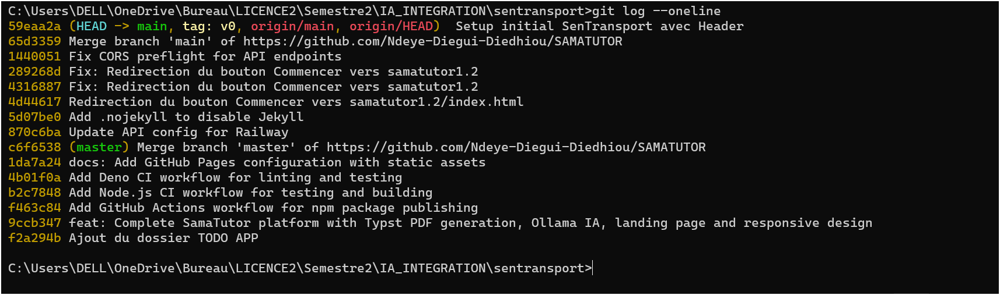 C:\Users\DELL\OneDrive\Bureau\LICENCE2\Semestre2\IA_INTEGRATION\sentransport>git log --oneline
59eaa2a (HEAD -> main, tag: v0, origin/main, origin/HEAD)  Setup initial SenTransport avec Header
65d3359 Merge branch 'main' of https://github.com/Ndeye-Diegui-Diedhiou/SAMATUTOR
1440051 Fix CORS preflight for API endpoints
289268d Fix: Redirection du bouton Commencer vers samatutor1.2
4316887 Fix: Redirection du bouton Commencer vers samatutor1.2
4d44617 Redirection du bouton Commencer vers samatutor1.2/index.html
5d07be0 Add .nojekyll to disable Jekyll
870c6ba Update API config for Railway
c6f6538 (master) Merge branch 'master' of https://github.com/Ndeye-Diegui-Diedhiou/SAMATUTOR
1da7a24 docs: Add GitHub Pages configuration with static assets
4b01f0a Add Deno CI workflow for linting and testing
b2c7848 Add Node.js CI workflow for testing and building
f463c84 Add GitHub Actions workflow for npm package publishing
9ccb347 feat: Complete SamaTutor platform with Typst PDF generation, Ollama IA, landing page and responsive design
f2a294b Ajout du dossier TODO APP
C:\Users\DELL\OneDrive\Bureau\LICENCE2\Semestre2\IA_INTEGRATION\sentransport>